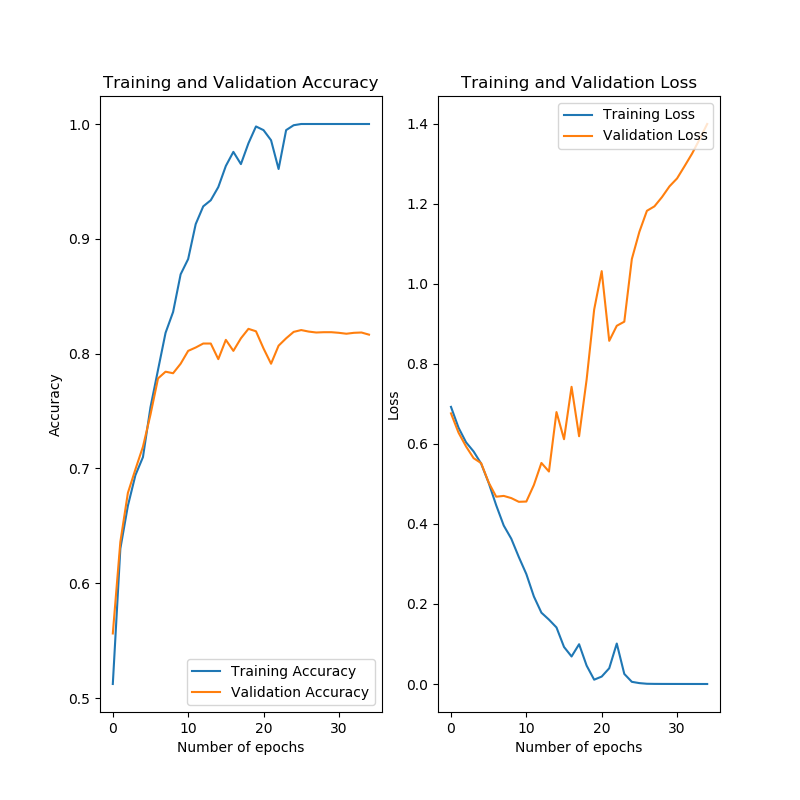 Training and Validation Accuracy
1.0
0.9
0.8
0.7
0.6
0.5
Accuracy
Training Accuracy
Validation Accuracy
0 10 20 30
Number of epochs
Training and Validation Loss
Training Loss
Validation Loss
1.4
1.2
1.0
0.8
0.6
0.4
0.2
0.0
Loss
0 10 20 30
Number of epochs